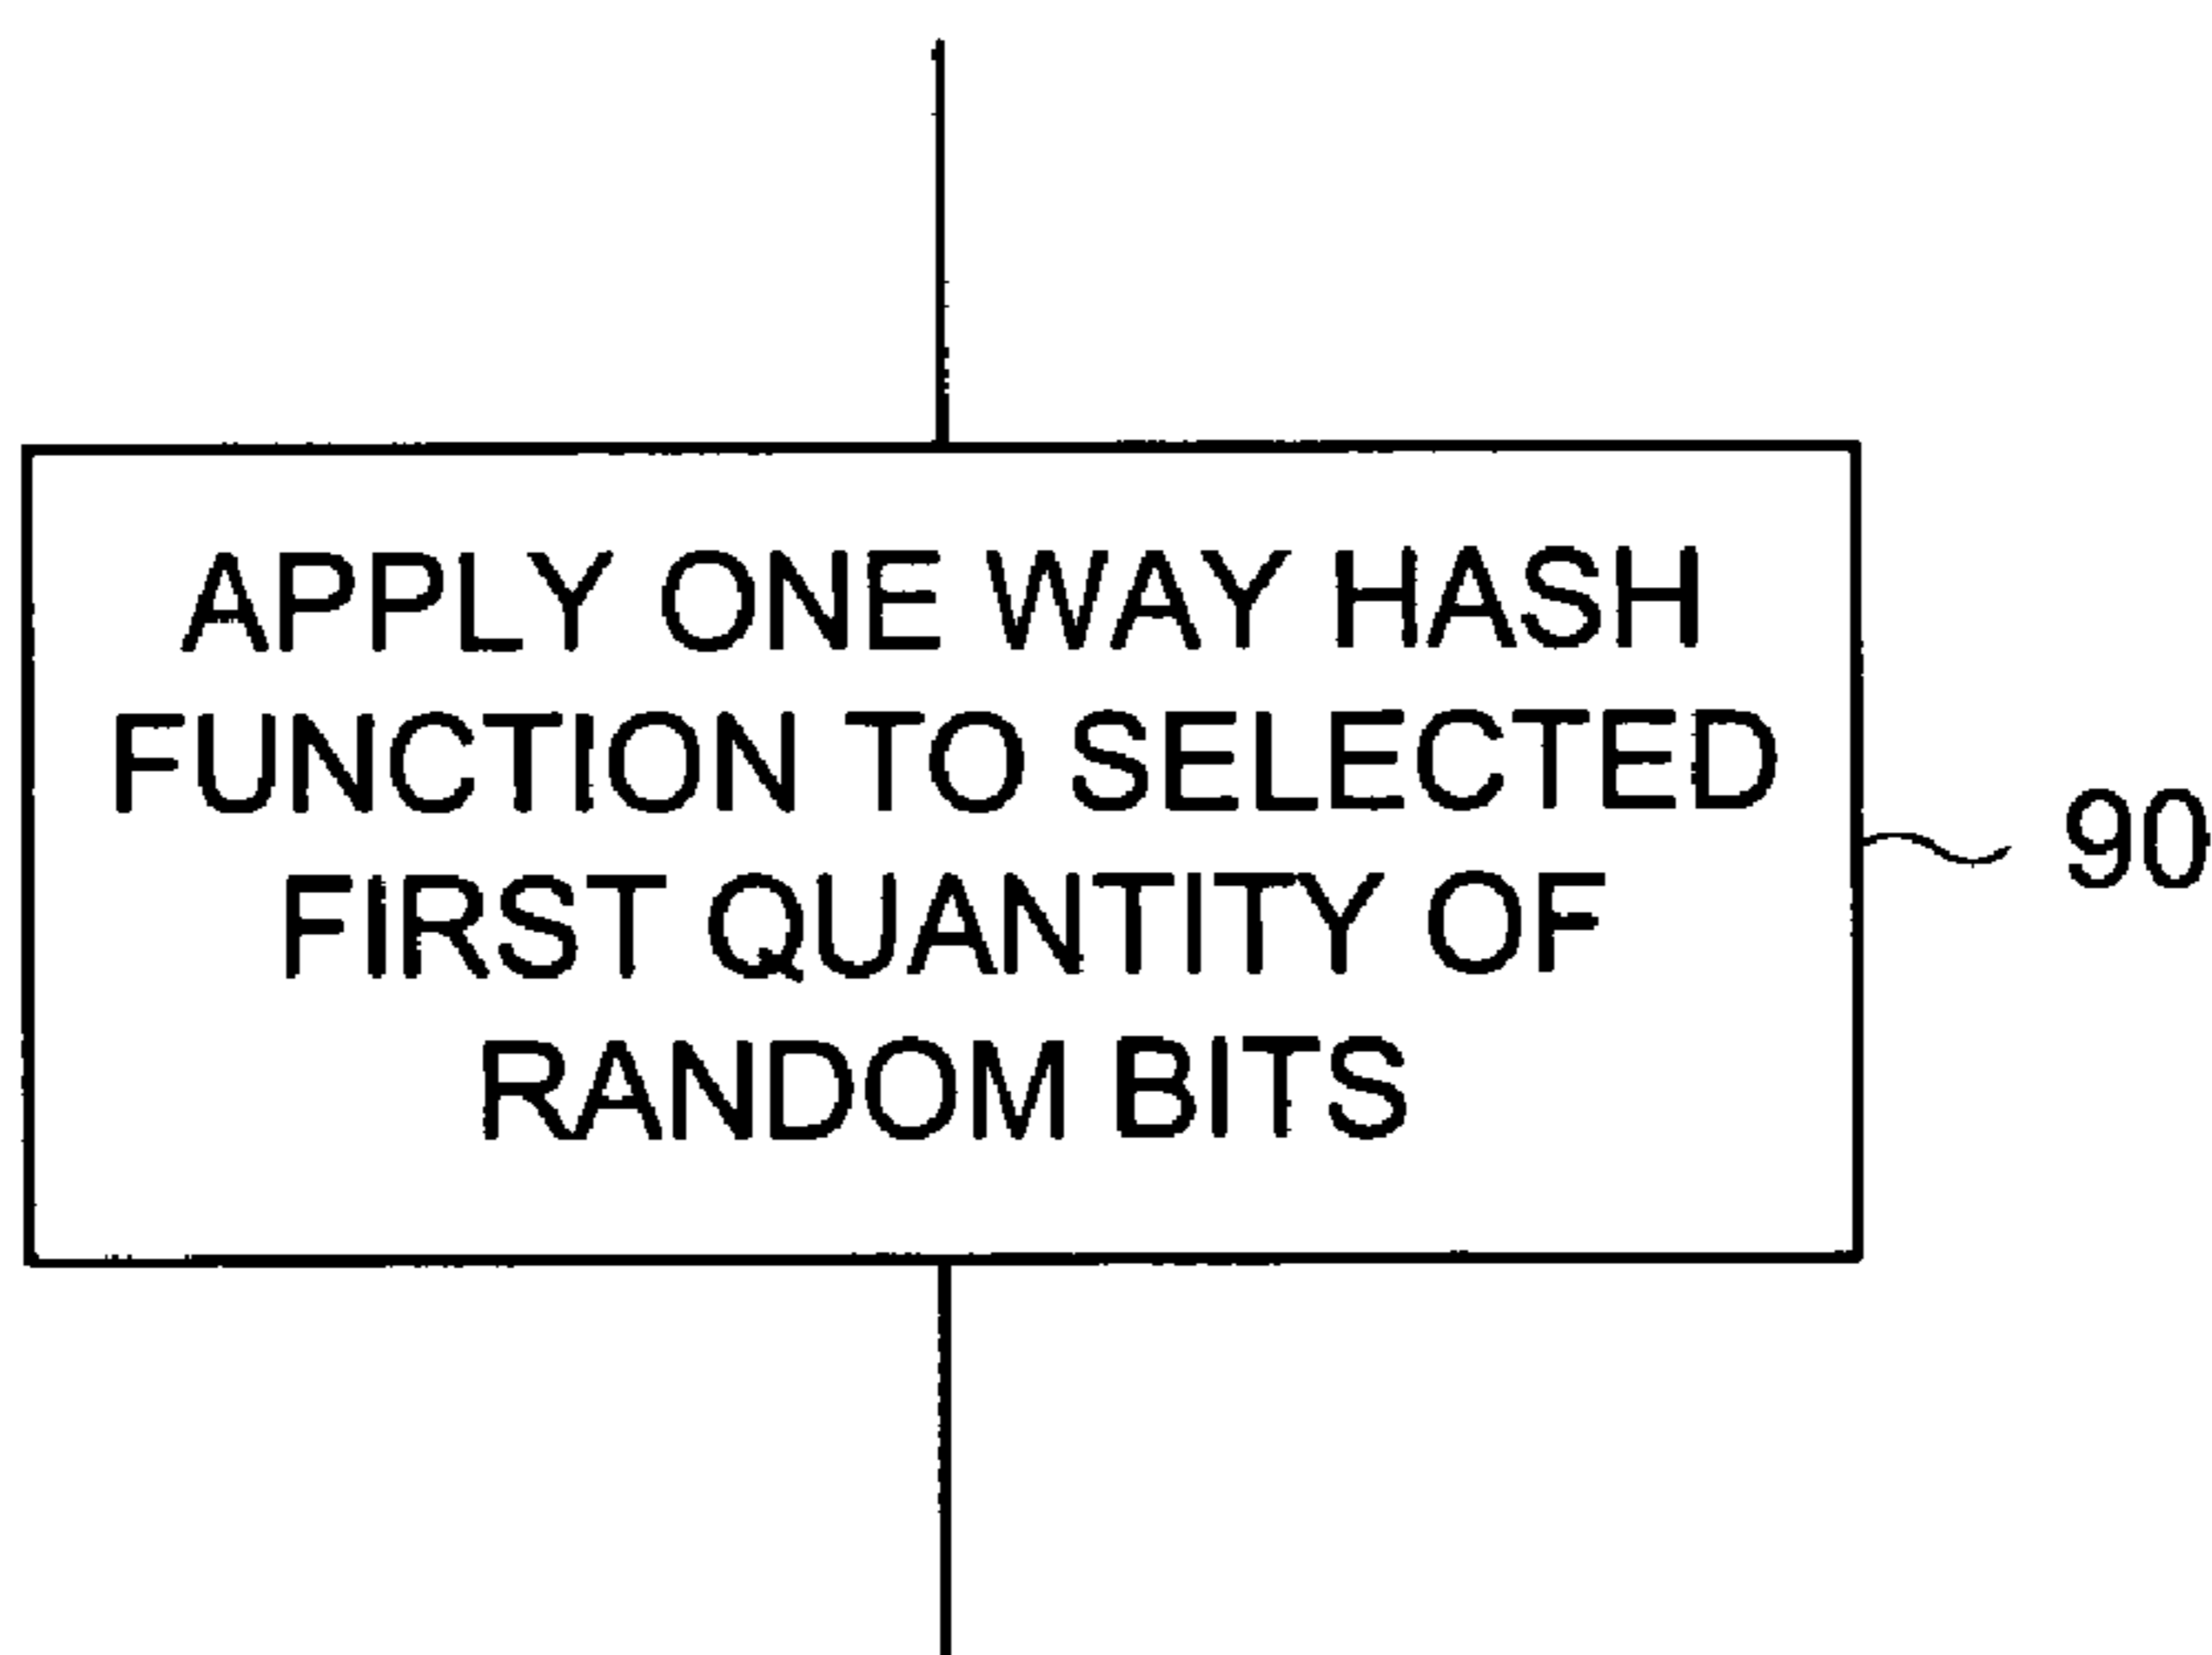 APPLY ONE WAY HASH
FUNCTION TO SELECTED
FIRST QUANTITY OF
RANDOM BITS
90